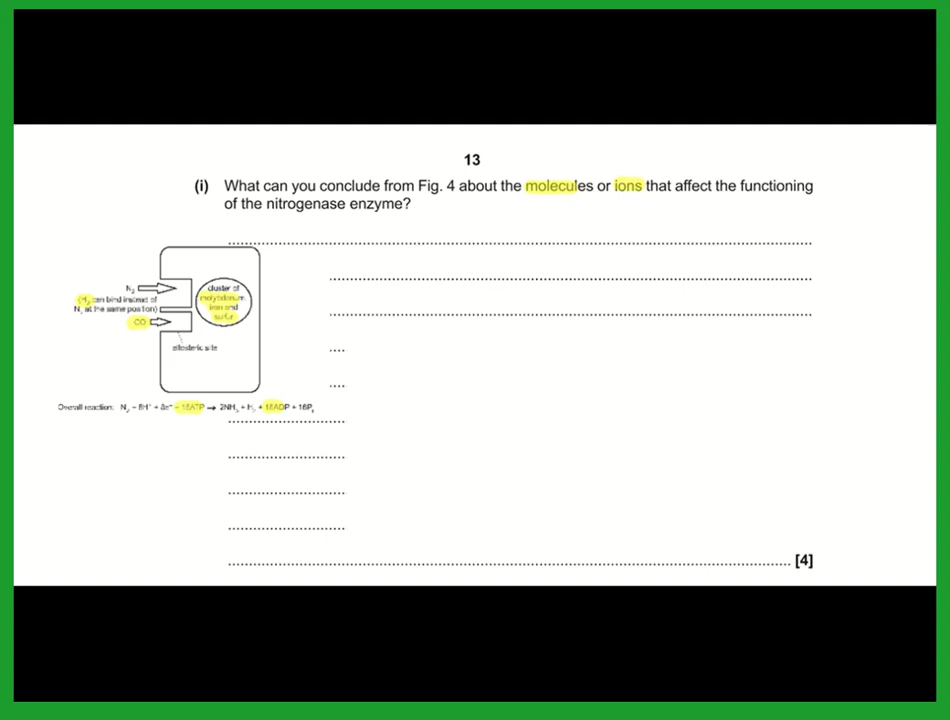 13
(i) What can you conclude from Fig. 4 about the molecules or ions that affect the functioning
of the nitrogenase enzyme?
N₂
cluster of
(H₂ can bind instead of
molybdenum,
N₂ at the same position)
iron and
sulfur
CO
allosteric site
Overall reaction: N₂ + 8H⁺ + 8e⁻ + 16ATP → 2NH₃ + H₂ + 16ADP + 16Pᵢ
[4]